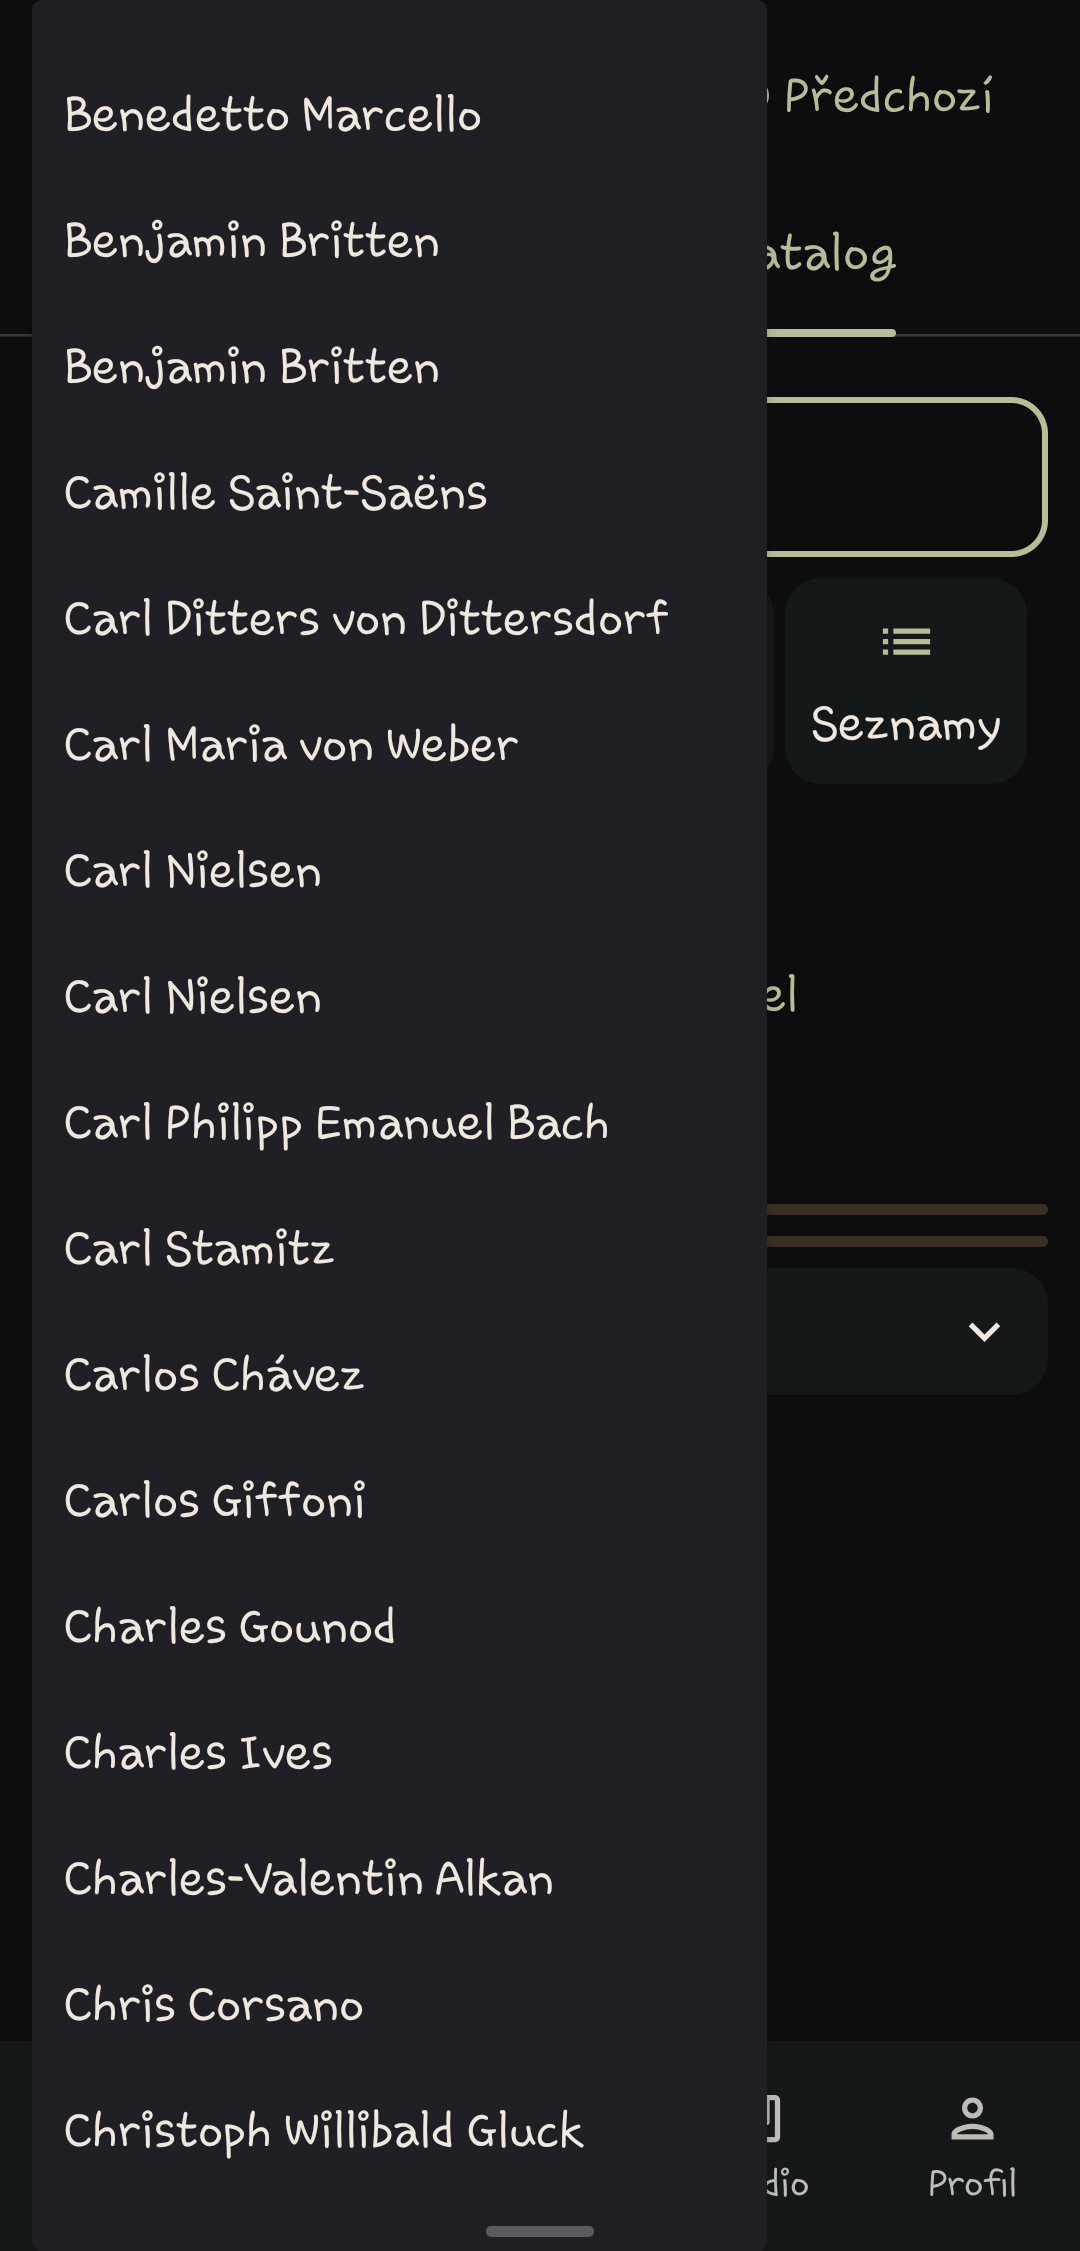 Benedetto Marcello
Předchozí
Benjamin Britten
Benjamin Britten
Camille Saint-Saëns
Carl Ditters von Dittersdorf
Carl Maria von Weber
Seznamy
Carl Nielsen
Carl Nielsen
Carl Philipp Emanuel Bach
Carl Stamitz
Carlos Chávez
Carlos Giffoni
Charles Gounod
Charles Ives
Charles-Valentin Alkan
Chris Corsano
Christoph Willibald Gluck
Profil